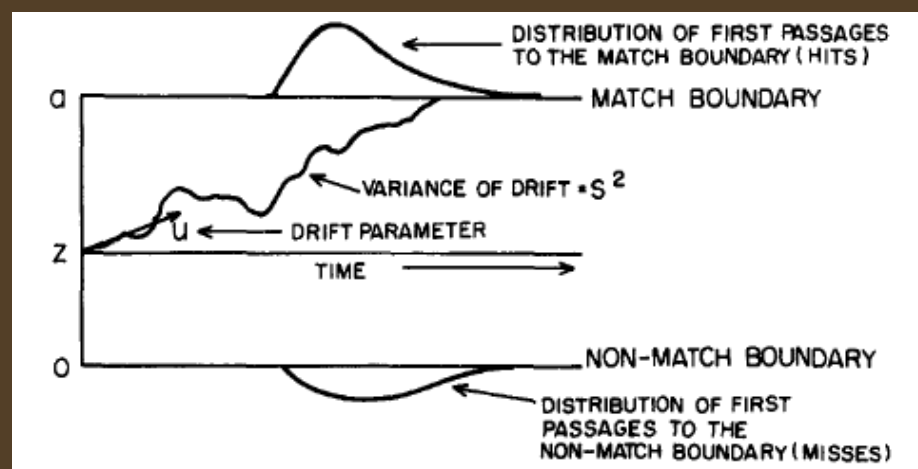 DISTRIBUTION OF FIRST PASSAGES
TO THE MATCH BOUNDARY (HITS)
a
MATCH BOUNDARY
VARIANCE OF DRIFT = S²
u
DRIFT PARAMETER
Z
TIME
O
NON-MATCH BOUNDARY
DISTRIBUTION OF FIRST
PASSAGES TO THE
NON-MATCH BOUNDARY (MISSES)